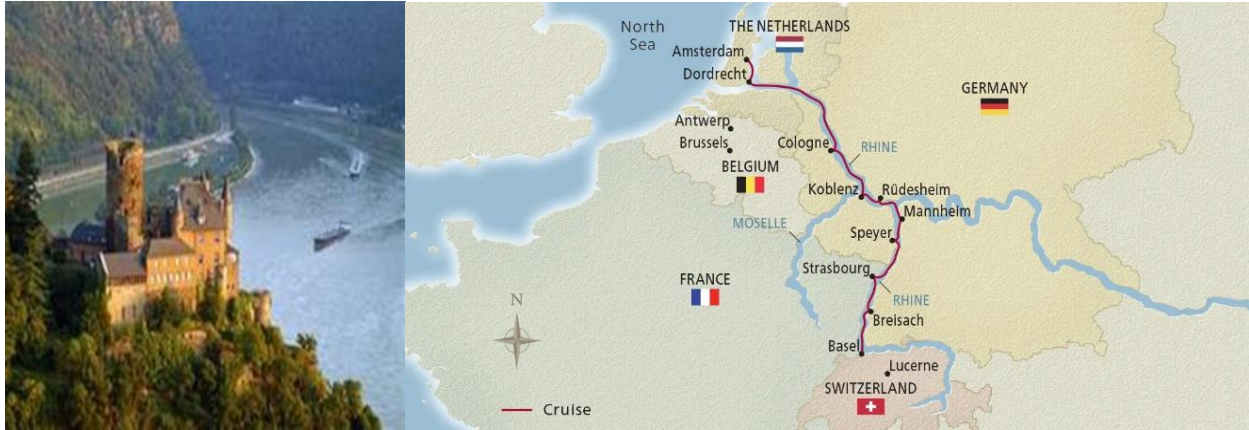 North
Sea
THE NETHERLANDS
Amsterdam
Dordrecht
GERMANY
Antwerp
Brussels
Cologne
RHINE
BELGIUM
Koblenz
Rüdesheim
Mannheim
MOSELLE
Speyer
Strasbourg
FRANCE
RHINE
N
Breisach
Basel
Lucerne
SWITZERLAND
Cruise